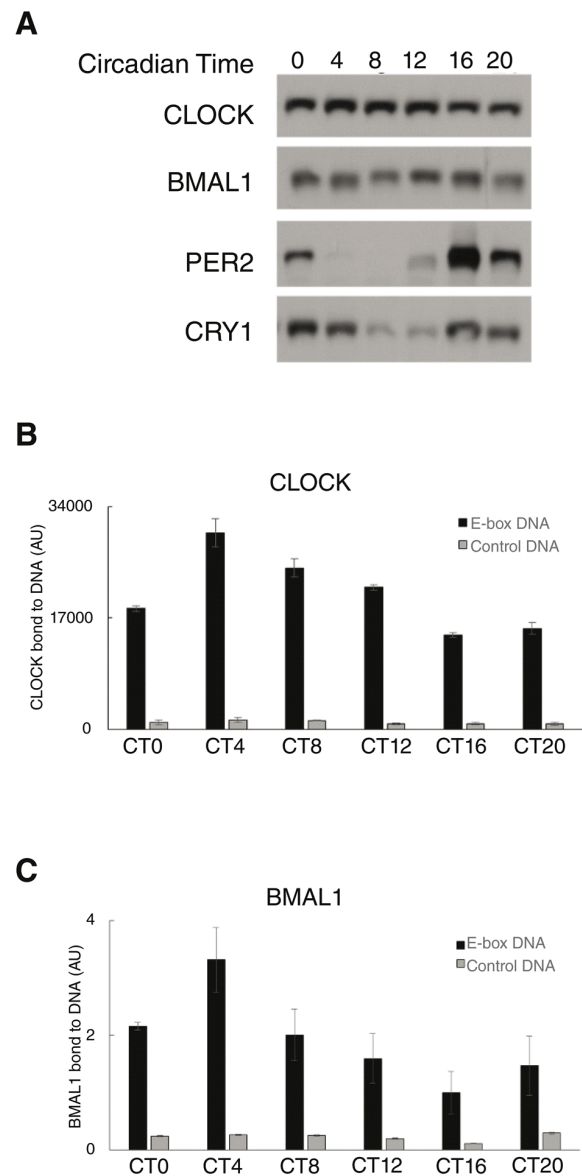 A
Circadian Time 0 4 8 12 16 20
CLOCK
BMAL1
PER2
CRY1
B
CLOCK
34000
17000
0
CLOCK bond to DNA (AU)
E-box DNA
Control DNA
CT0 CT4 CT8 CT12 CT16 CT20
C
BMAL1
4
2
0
BMAL1 bond to DNA (AU)
E-box DNA
Control DNA
CT0 CT4 CT8 CT12 CT16 CT20